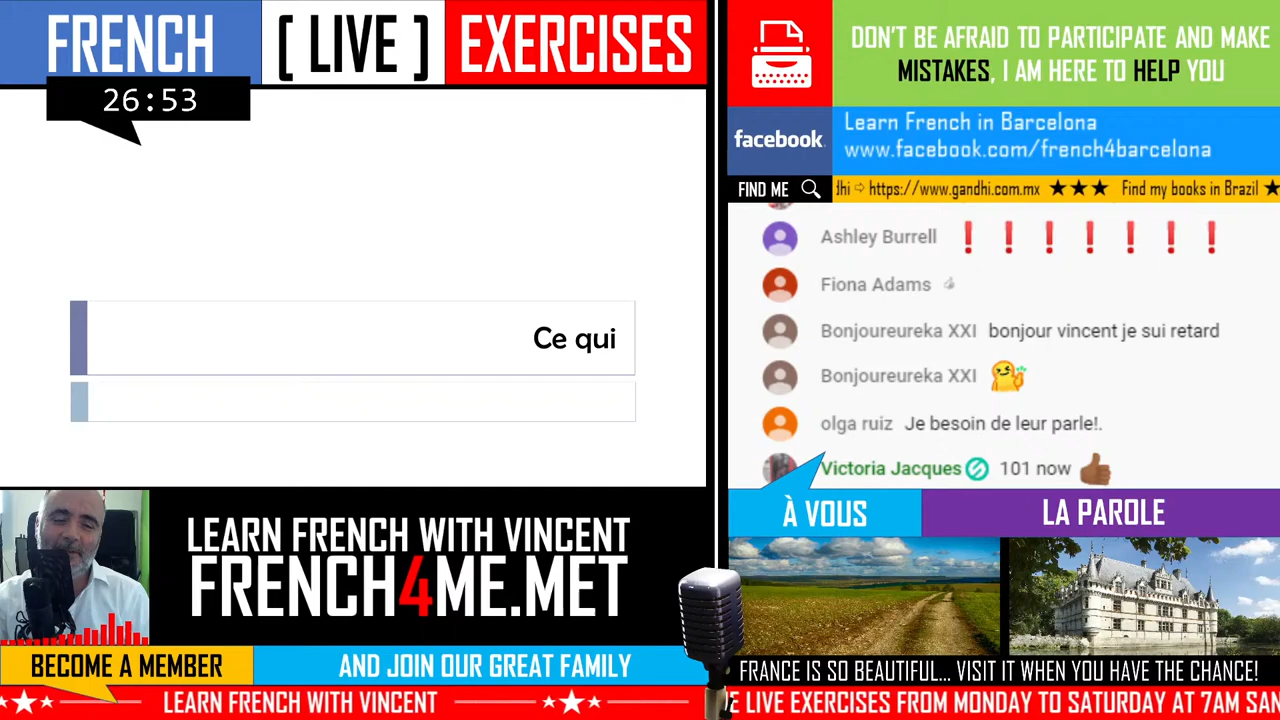 FRENCH [ LIVE ] EXERCISES
26:53
Ce qui
LEARN FRENCH WITH VINCENT
FRENCH4ME.MET
BECOME A MEMBER
AND JOIN OUR GREAT FAMILY
LEARN FRENCH WITH VINCENT
DON'T BE AFRAID TO PARTICIPATE AND MAKE
MISTAKES, I AM HERE TO HELP YOU
facebook.
Learn French in Barcelona
www.facebook.com/french4barcelona
FIND ME
dhi ⇨ https://www.gandhi.com.mx ★★★ Find my books in Brazil ★
Ashley Burrell ❗ ❗ ❗ ❗ ❗ ❗ ❗
Fiona Adams
Bonjoureureka XXI bonjour vincent je sui retard
Bonjoureureka XXI
olga ruiz Je besoin de leur parle!.
Victoria Jacques 101 now 👍🏾
À VOUS
LA PAROLE
FRANCE IS SO BEAUTIFUL... VISIT IT WHEN YOU HAVE THE CHANCE!
E LIVE EXERCISES FROM MONDAY TO SATURDAY AT 7AM SAN